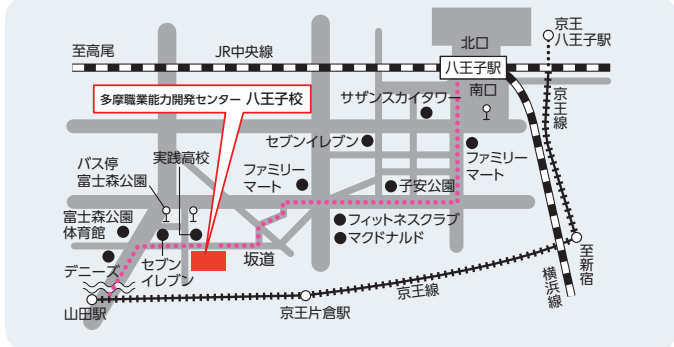 京王
八王子駅
北口
至高尾
JR中央線
八王子駅
南口
京王線
多摩職業能力開発センター 八王子校
サザンスカイタワー
セブンイレブン
ファミリー
マート
バス停
富士森公園
実践高校
ファミリー
マート
子安公園
富士森公園
体育館
フィットネスクラブ
マクドナルド
デニーズ
セブン
イレブン
坂道
至新宿
横浜線
京王線
山田駅
京王片倉駅